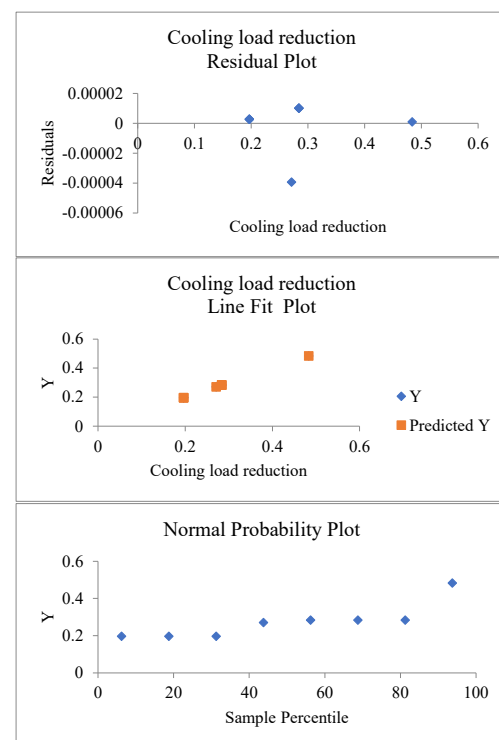 Cooling load reduction
Residual Plot
0.00002
0
-0.00002
-0.00004
-0.00006
0 0.1 0.2 0.3 0.4 0.5 0.6
Residuals
Cooling load reduction
Cooling load reduction
Line Fit Plot
0.6
0.4
0.2
0
0 0.2 0.4 0.6
Y
Cooling load reduction
Y
Predicted Y
Normal Probability Plot
0.6
0.4
0.2
0
0 20 40 60 80 100
Y
Sample Percentile